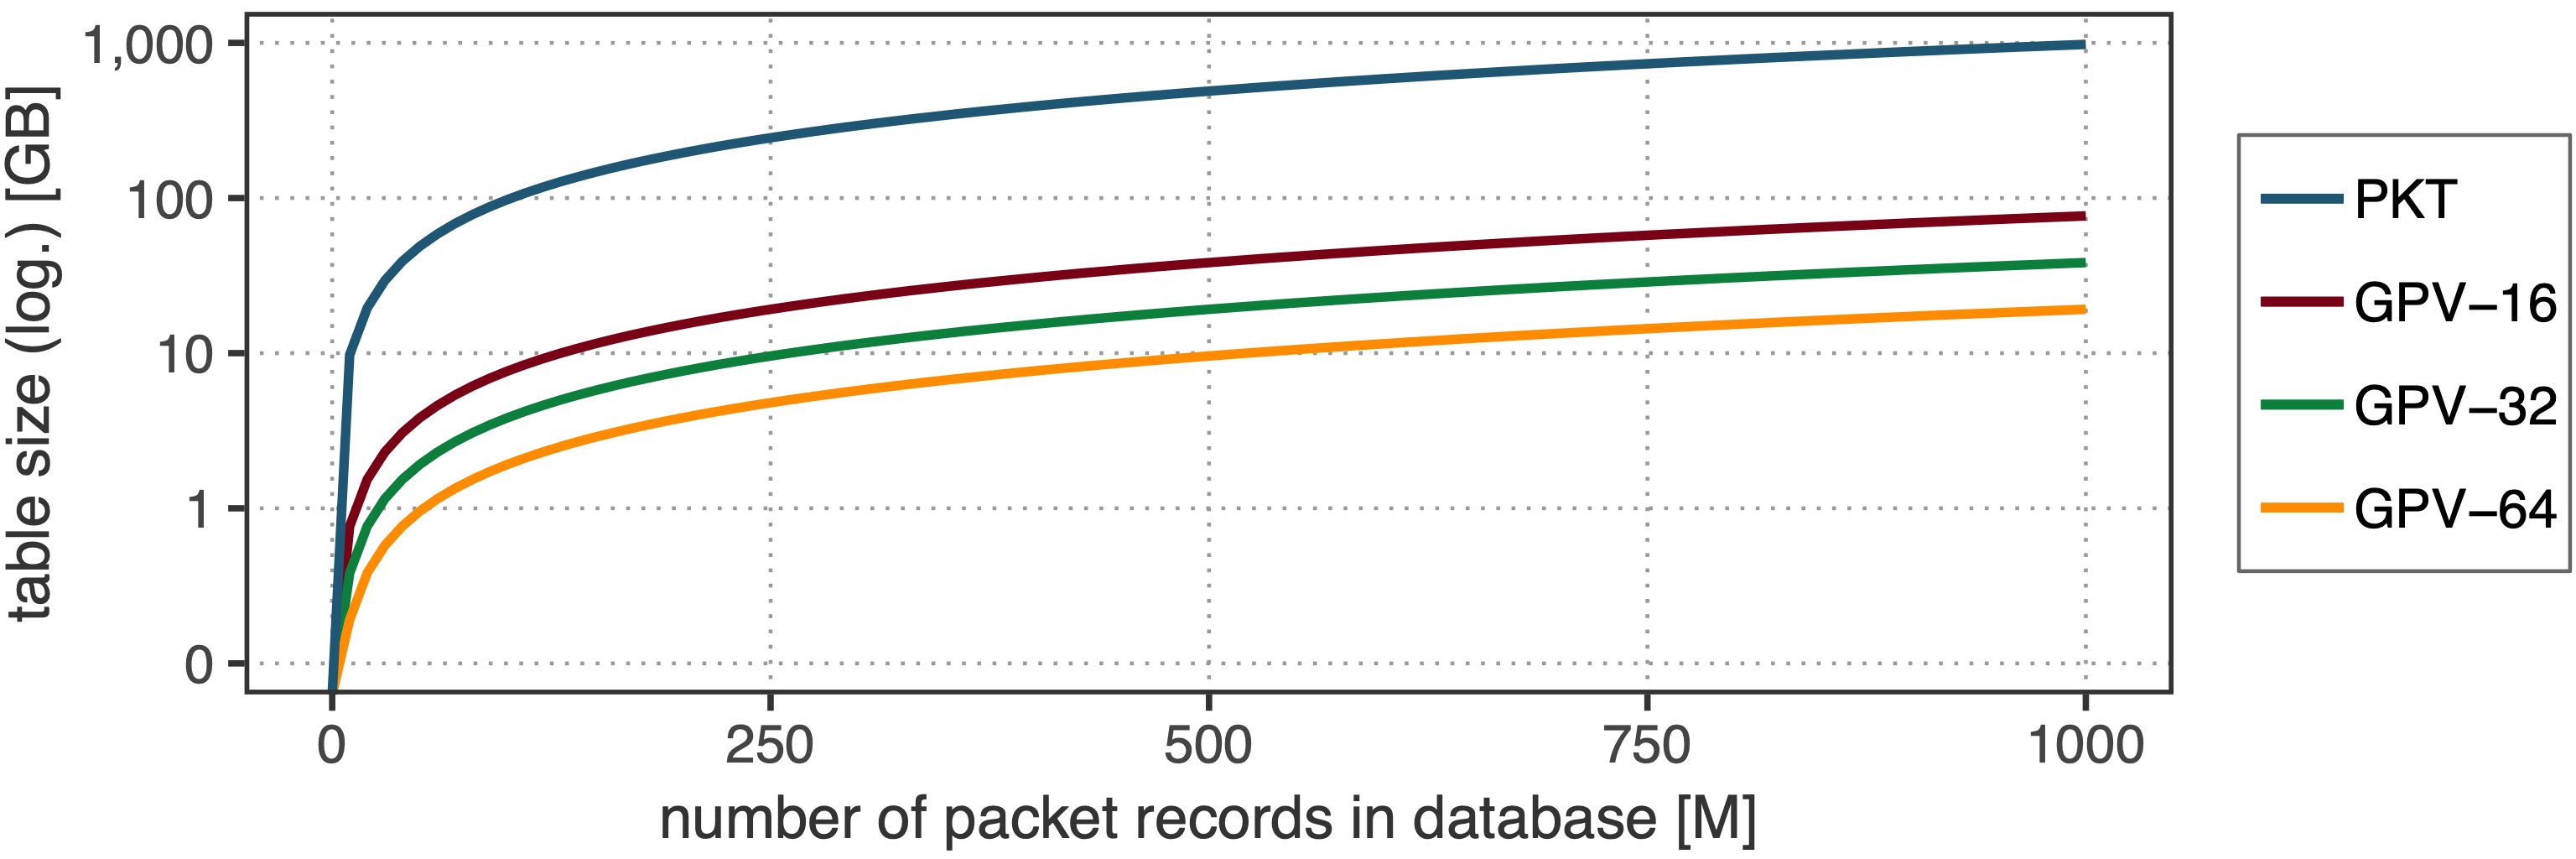 table size (log.) [GB]
1,000
100
10
1
0
0 250 500 750 1000
number of packet records in database [M]
PKT
GPV−16
GPV−32
GPV−64